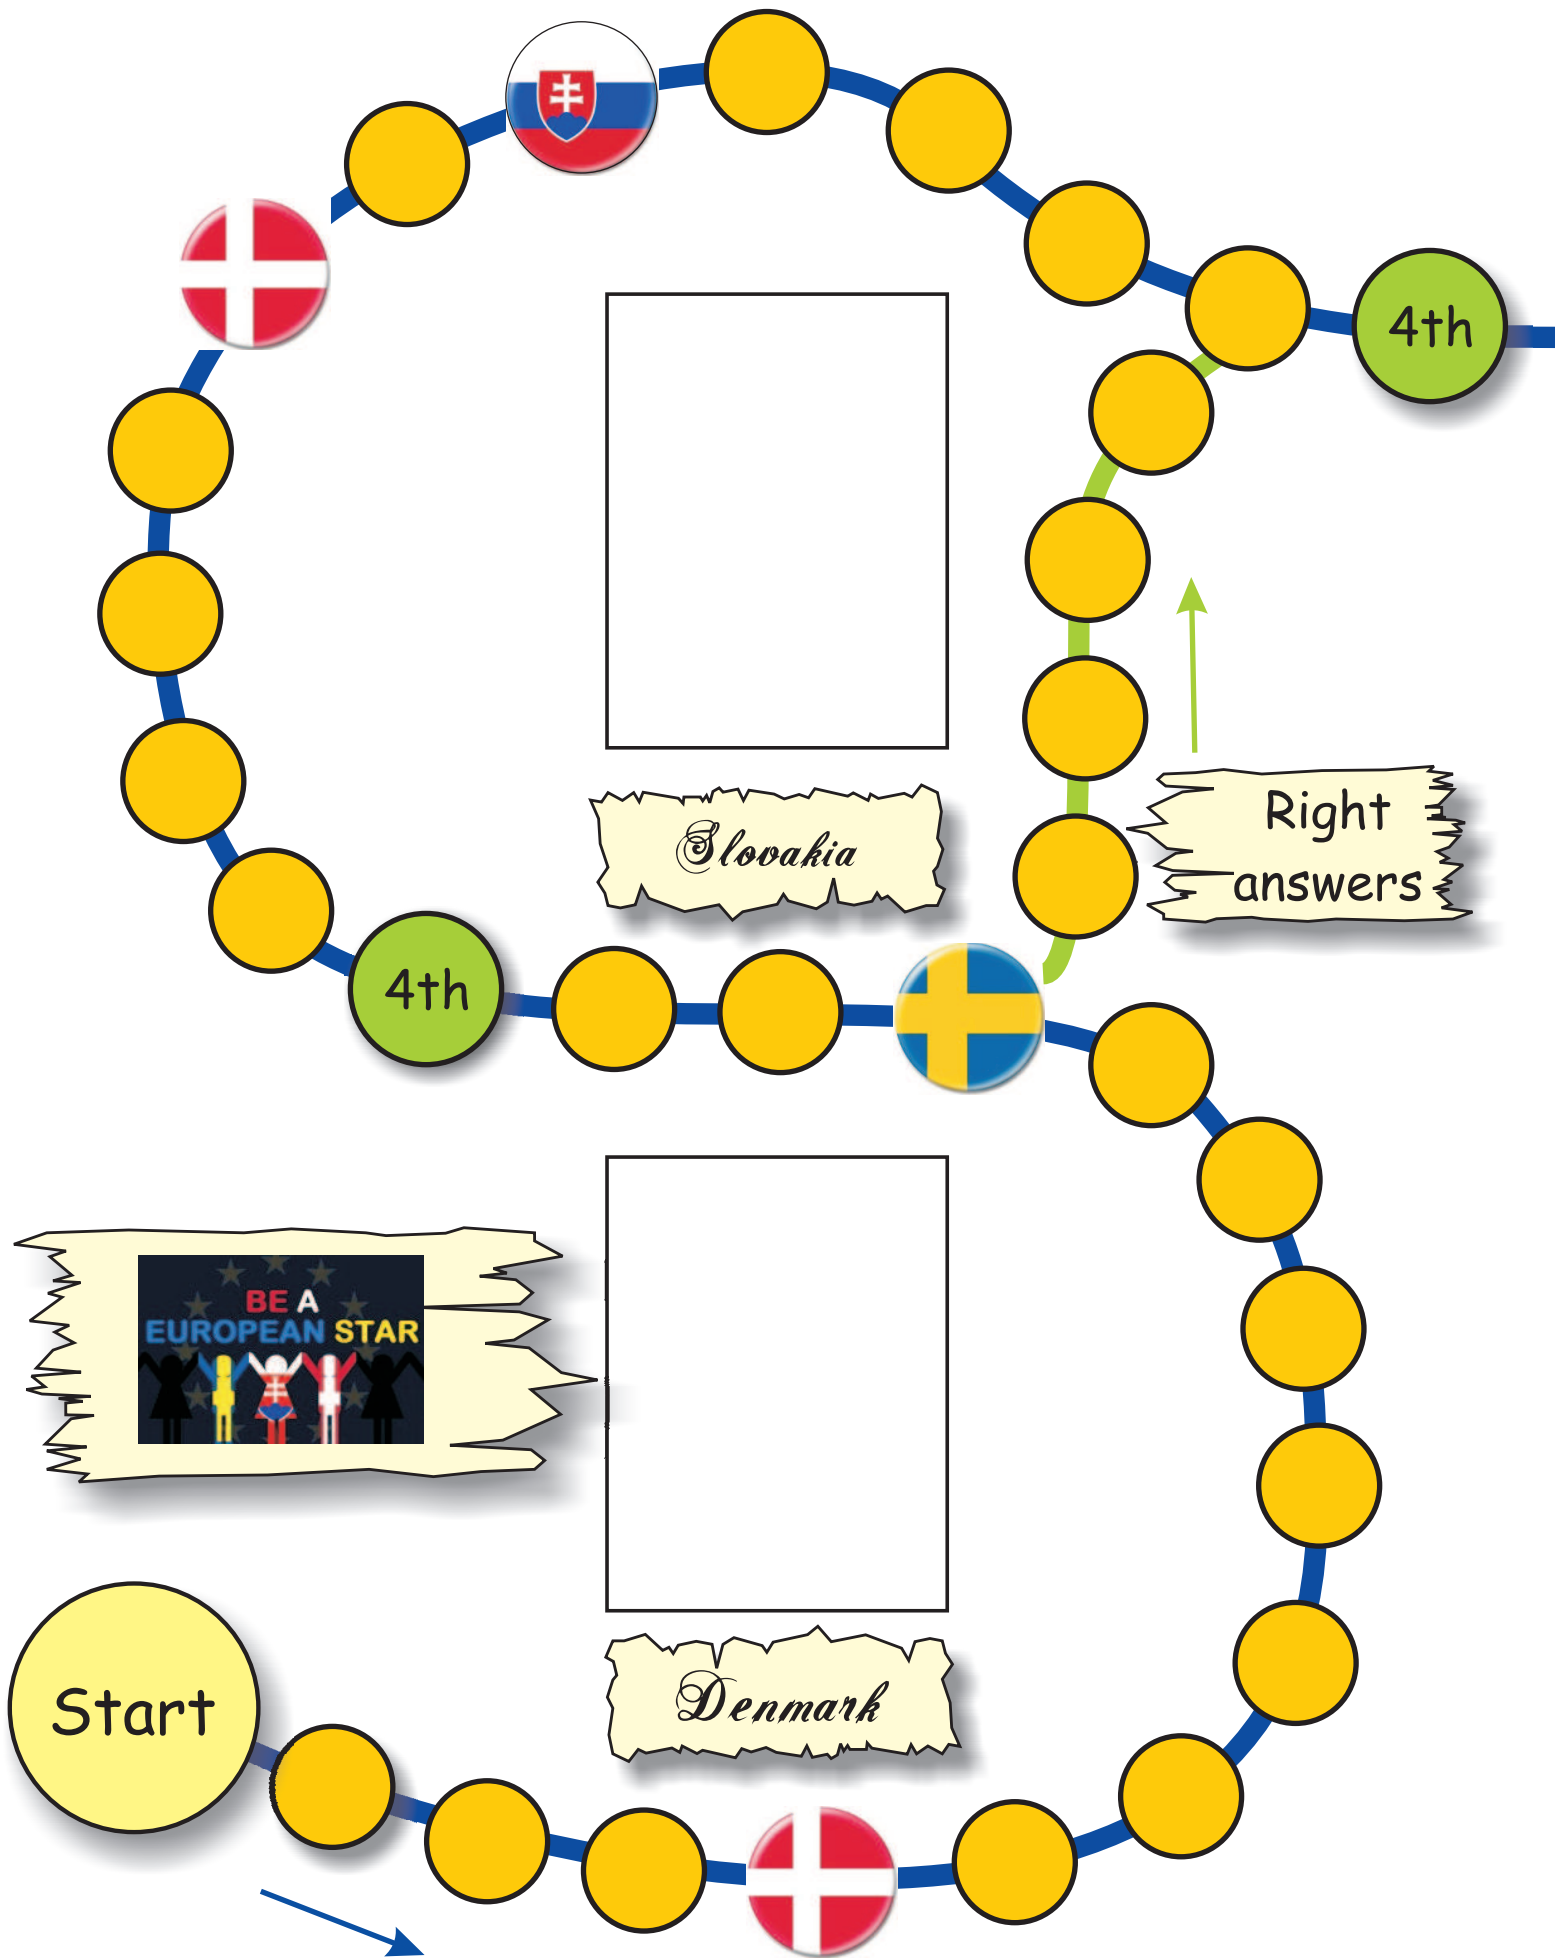 4th
Slovakia
Right
answers
4th
BE A
EUROPEAN STAR
Start
Denmark